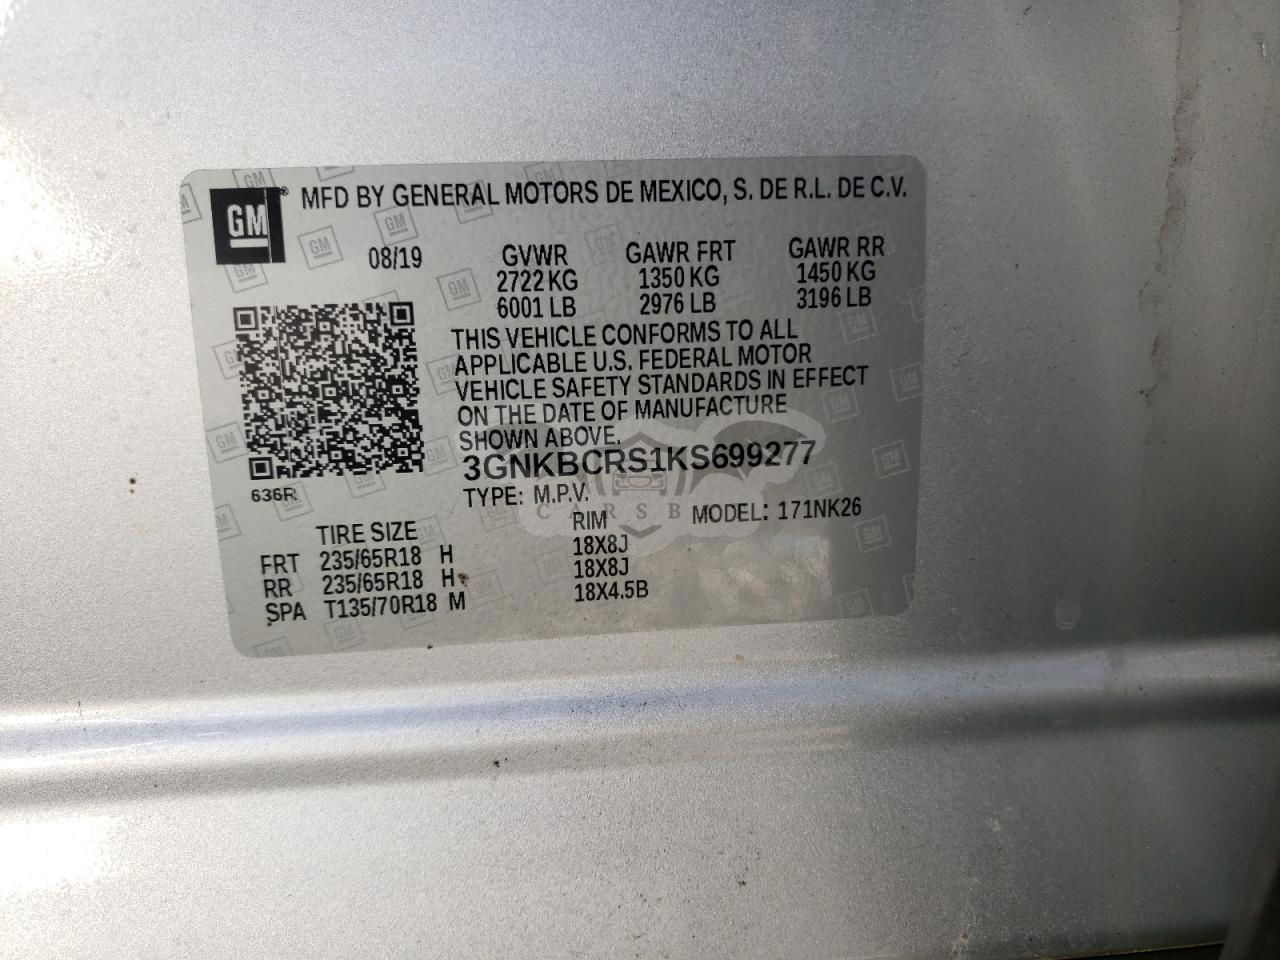 GM® MFD BY GENERAL MOTORS DE MEXICO, S. DE R.L. DE C.V.
08/19 GVWR GAWR FRT GAWR RR
2722 KG 1350 KG 1450 KG
6001 LB 2976 LB 3196 LB
THIS VEHICLE CONFORMS TO ALL
APPLICABLE U.S. FEDERAL MOTOR
VEHICLE SAFETY STANDARDS IN EFFECT
ON THE DATE OF MANUFACTURE
SHOWN ABOVE.
3GNKBCRS1KS699277
636R
TYPE: M.P.V. MODEL: 171NK26
TIRE SIZE RIM
FRT 235/65R18 H 18X8J
RR 235/65R18 H 18X8J
SPA T135/70R18 M 18X4.5B